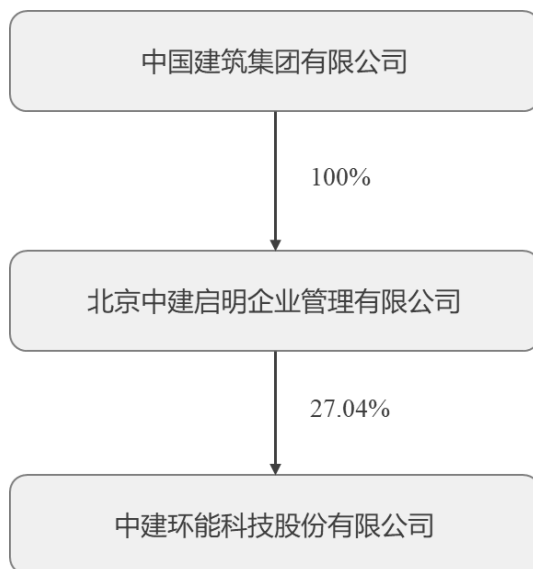 中国建筑集团有限公司
100%
北京中建启明企业管理有限公司
27.04%
中建环能科技股份有限公司